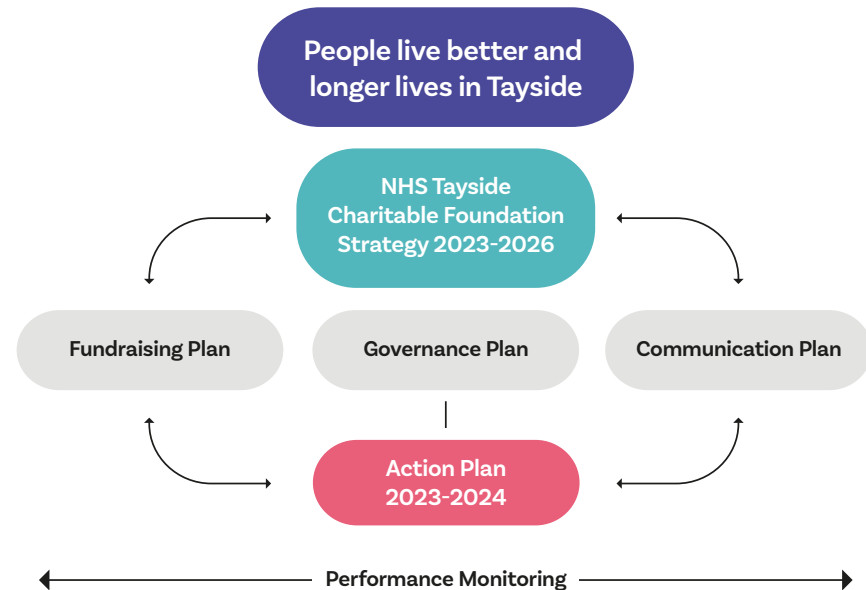 People live better and
longer lives in Tayside
NHS Tayside
Charitable Foundation
Strategy 2023-2026
Fundraising Plan
Governance Plan
Communication Plan
Action Plan
2023-2024
Performance Monitoring